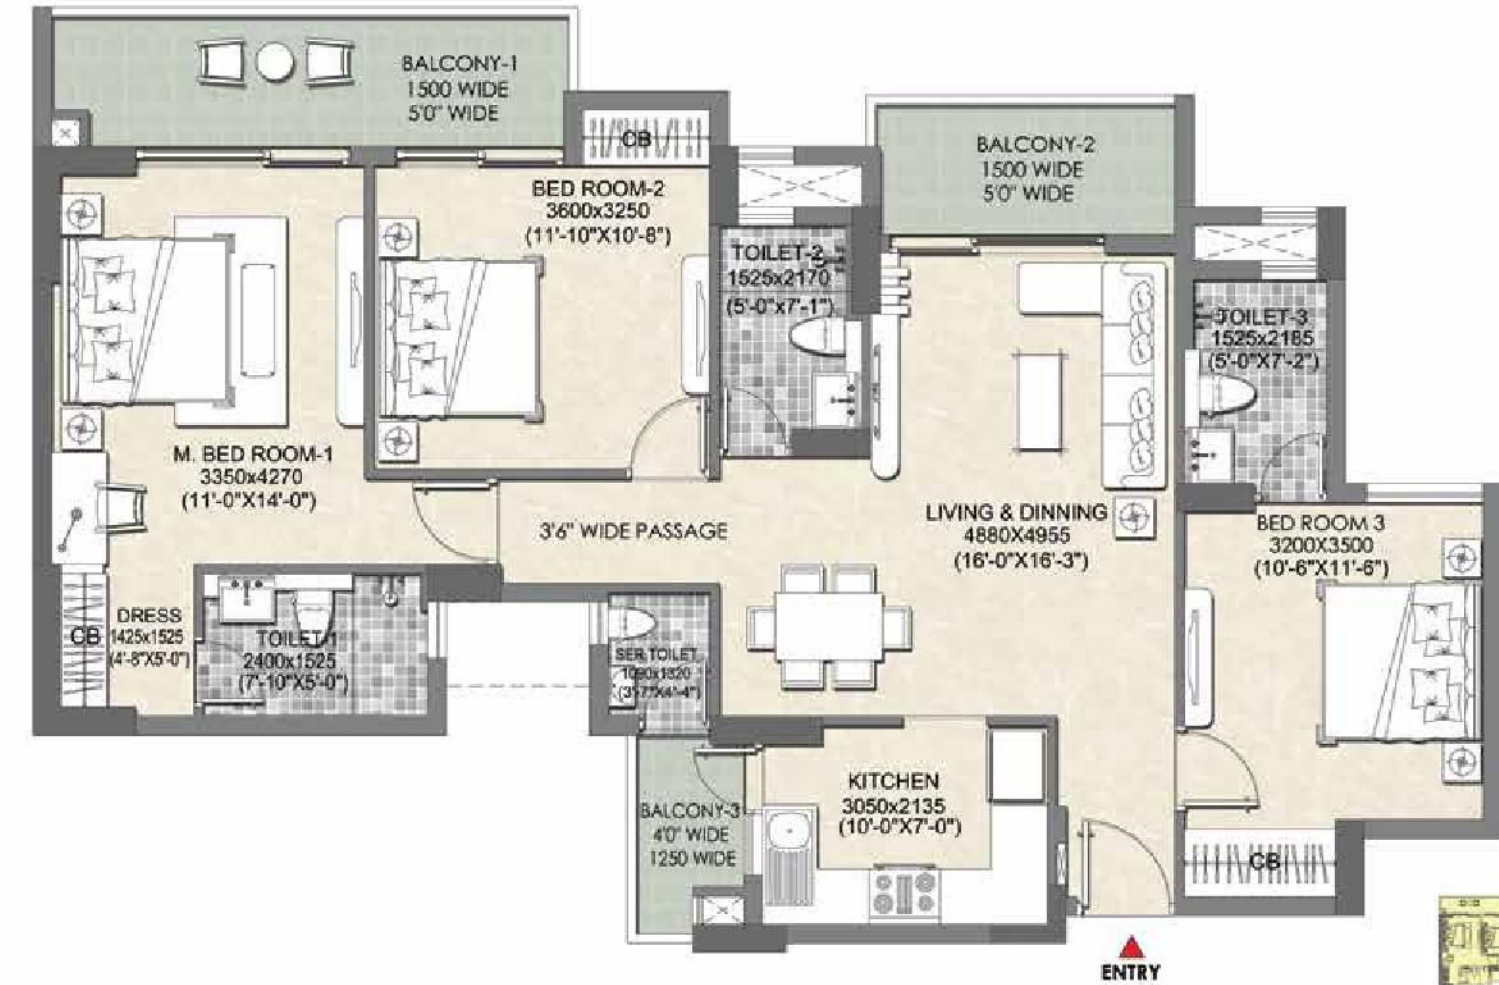 BALCONY-1
1500 WIDE
5'0" WIDE
CB
BED ROOM-2
3600x3250
(11'-10"X10'-8")
BALCONY-2
1500 WIDE
5'0" WIDE
TOILET-2
1525x2170
(5'-0"x7'-1")
TOILET-3
1525x2185
(5'-0"X7'-2")
M. BED ROOM-1
3350x4270
(11'-0"X14'-0")
3'6" WIDE PASSAGE
LIVING & DINNING
4880X4955
(16'-0"X16'-3")
BED ROOM 3
3200X3500
(10'-6"X11'-6")
CB
DRESS
1425x1525
(4'-8"X5'-0")
TOILET-1
2400x1525
(7'-10"X5'-0")
SER.TOILET
1090x1320
(3'-7"X4'-4")
KITCHEN
3050x2135
(10'-0"X7'-0")
BALCONY-3
4'0" WIDE
1250 WIDE
CB
ENTRY